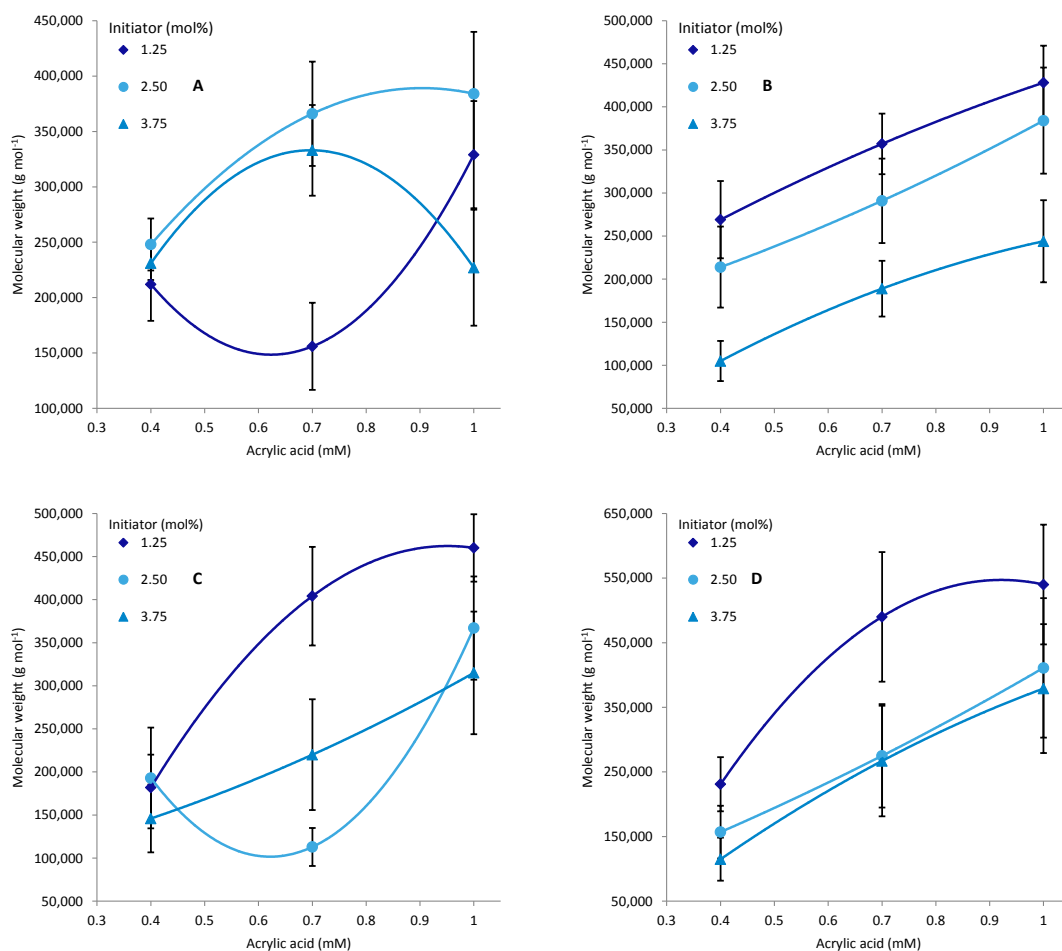 Initiator (mol%)
1.25
2.50 A
3.75
Molecular weight (g mol⁻¹)
450,000
400,000
350,000
300,000
250,000
200,000
150,000
100,000
0.3 0.4 0.5 0.6 0.7 0.8 0.9 1
Acrylic acid (mM)
Initiator (mol%)
1.25
2.50 B
3.75
Molecular weight (g mol⁻¹)
500,000
450,000
400,000
350,000
300,000
250,000
200,000
150,000
100,000
50,000
0.3 0.4 0.5 0.6 0.7 0.8 0.9 1
Acrylic acid (mM)
Initiator (mol%)
1.25
2.50 C
3.75
Molecular weight (g mol⁻¹)
500,000
450,000
400,000
350,000
300,000
250,000
200,000
150,000
100,000
50,000
0.3 0.4 0.5 0.6 0.7 0.8 0.9 1
Acrylic acid (mM)
Initiator (mol%)
1.25
2.50 D
3.75
Molecular weight (g mol⁻¹)
650,000
550,000
450,000
350,000
250,000
150,000
50,000
0.3 0.4 0.5 0.6 0.7 0.8 0.9 1
Acrylic acid (mM)